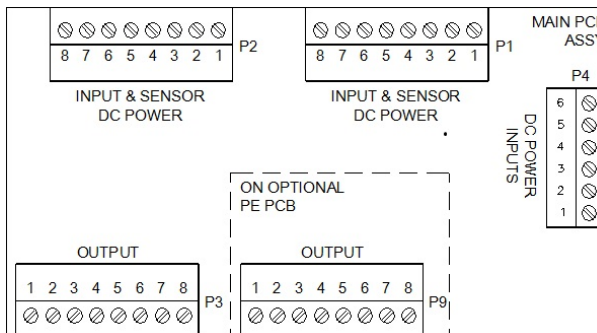 8 7 6 5 4 3 2 1 P2
8 7 6 5 4 3 2 1 P1
INPUT & SENSOR
DC POWER
INPUT & SENSOR
DC POWER
MAIN PC
ASSY
P4
6
5
4
3
2
1
DC POWER
INPUTS
ON OPTIONAL
PE PCB
OUTPUT
1 2 3 4 5 6 7 8 P3
OUTPUT
1 2 3 4 5 6 7 8 P9